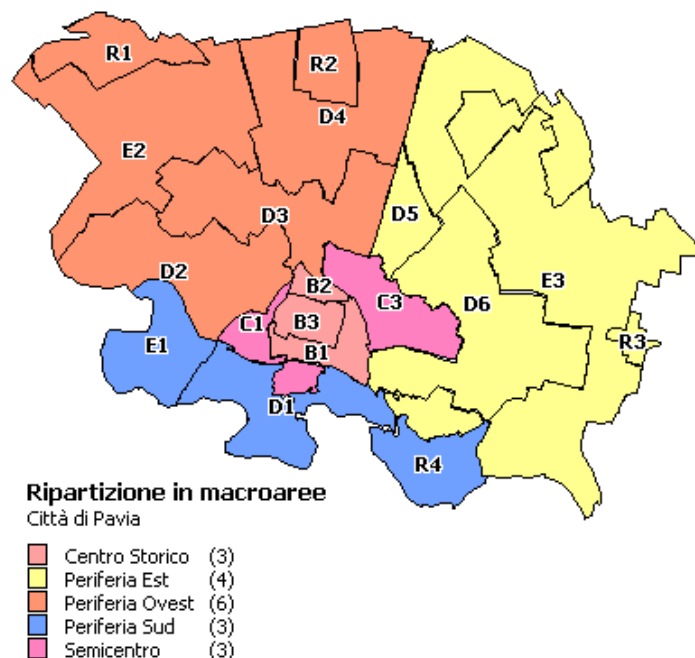 R1
R2
D4
E2
D3
D5
D2
B2
C3
E3
D6
B3
C1
B1
R3
E1
D1
R4
Ripartizione in macroaree
Città di Pavia
Centro Storico (3)
Periferia Est (4)
Periferia Ovest (6)
Periferia Sud (3)
Semicentro (3)